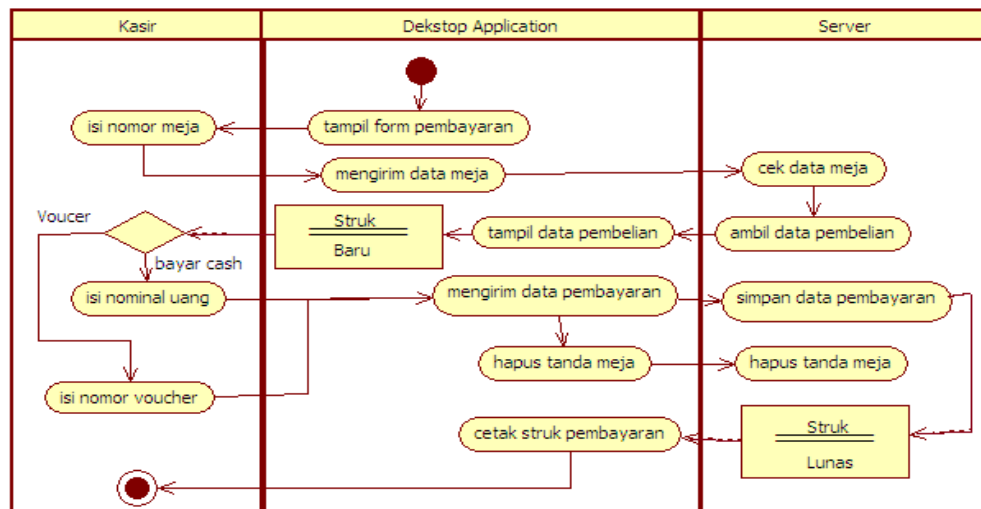 Kasir
Dekstop Application
Server
isi nomor meja
tampil form pembayaran
mengirim data meja
cek data meja
Voucer
Struk
Baru
tampil data pembelian
ambil data pembelian
bayar cash
isi nominal uang
mengirim data pembayaran
simpan data pembayaran
hapus tanda meja
hapus tanda meja
isi nomor voucher
cetak struk pembayaran
Struk
Lunas